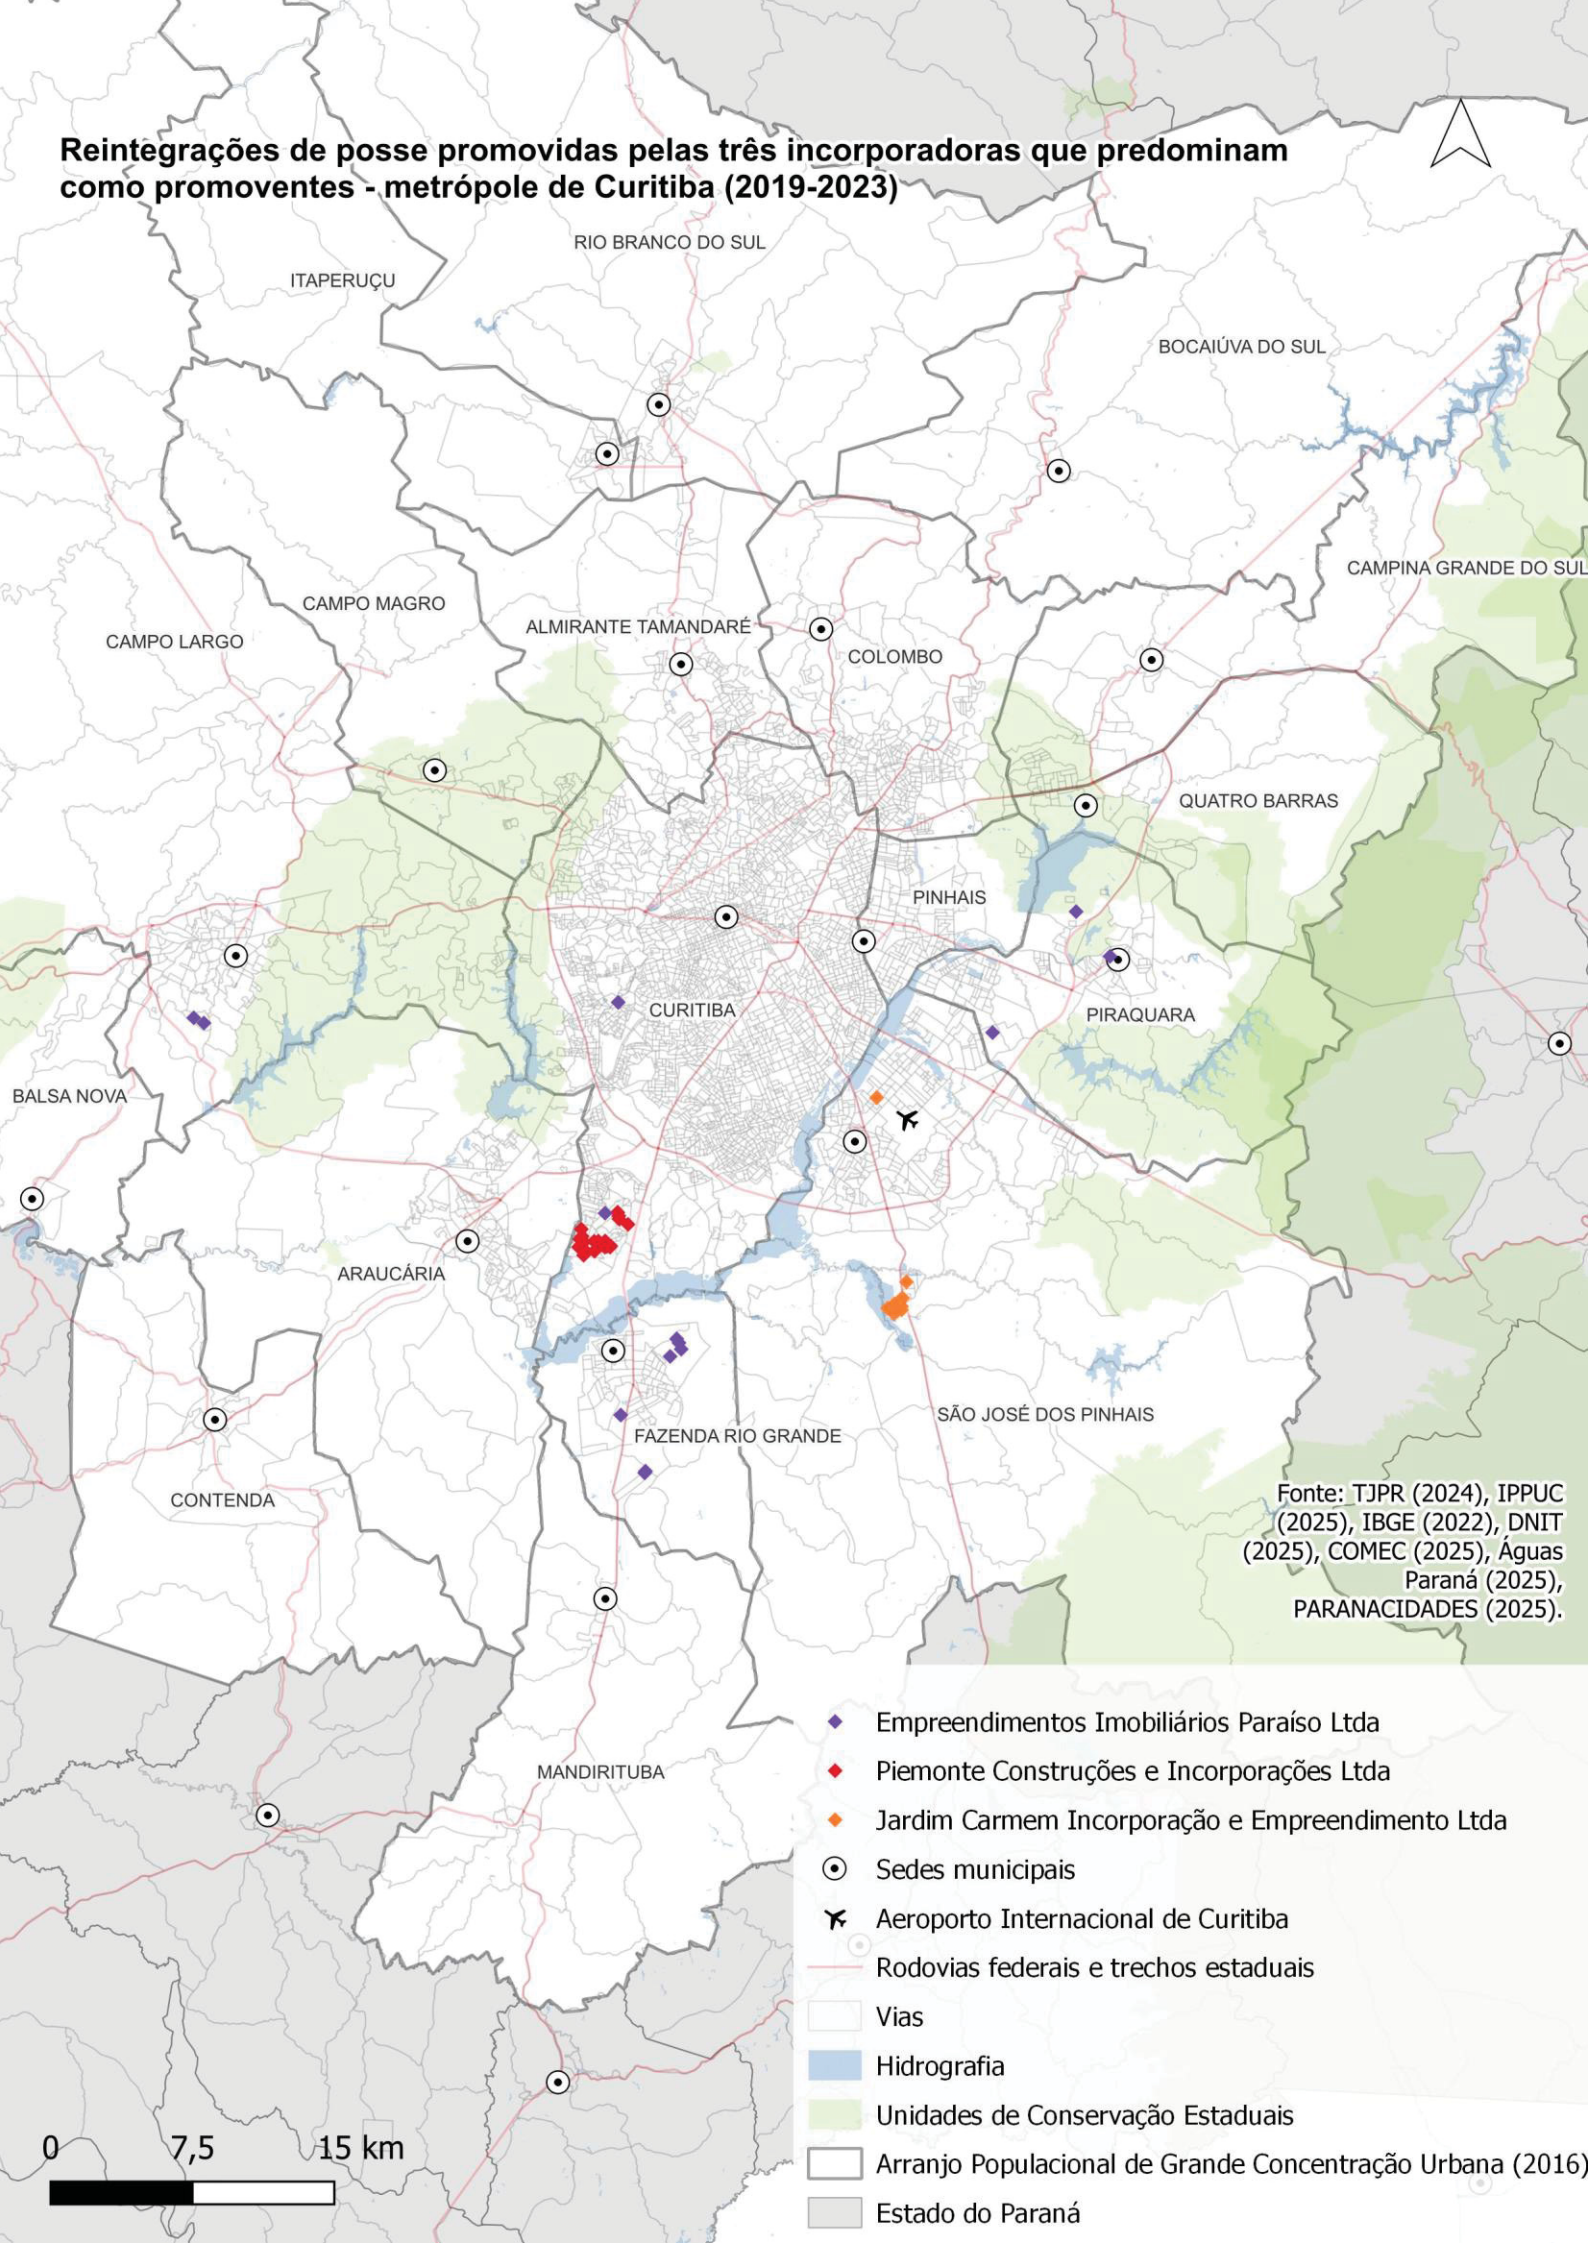 Reintegrações de posse promovidas pelas três incorporadoras que predominam
como promoventes - metrópole de Curitiba (2019-2023)
RIO BRANCO DO SUL
ITAPERUÇU
BOCAIÚVA DO SUL
CAMPINA GRANDE DO SUL
CAMPO MAGRO
ALMIRANTE TAMANDARÉ
CAMPO LARGO
COLOMBO
QUATRO BARRAS
PINHAIS
CURITIBA
PIRAQUARA
BALSA NOVA
ARAUCÁRIA
SÃO JOSÉ DOS PINHAIS
FAZENDA RIO GRANDE
CONTENDA
Fonte: TJPR (2024), IPPUC
(2025), IBGE (2022), DNIT
(2025), COMEC (2025), Águas
Paraná (2025),
PARANACIDADES (2025).
MANDIRITUBA
Empreendimentos Imobiliários Paraíso Ltda
Piemonte Construções e Incorporações Ltda
Jardim Carmem Incorporação e Empreendimento Ltda
Sedes municipais
Aeroporto Internacional de Curitiba
Rodovias federais e trechos estaduais
Vias
Hidrografia
Unidades de Conservação Estaduais
Arranjo Populacional de Grande Concentração Urbana (2016)
Estado do Paraná
0 7,5 15 km